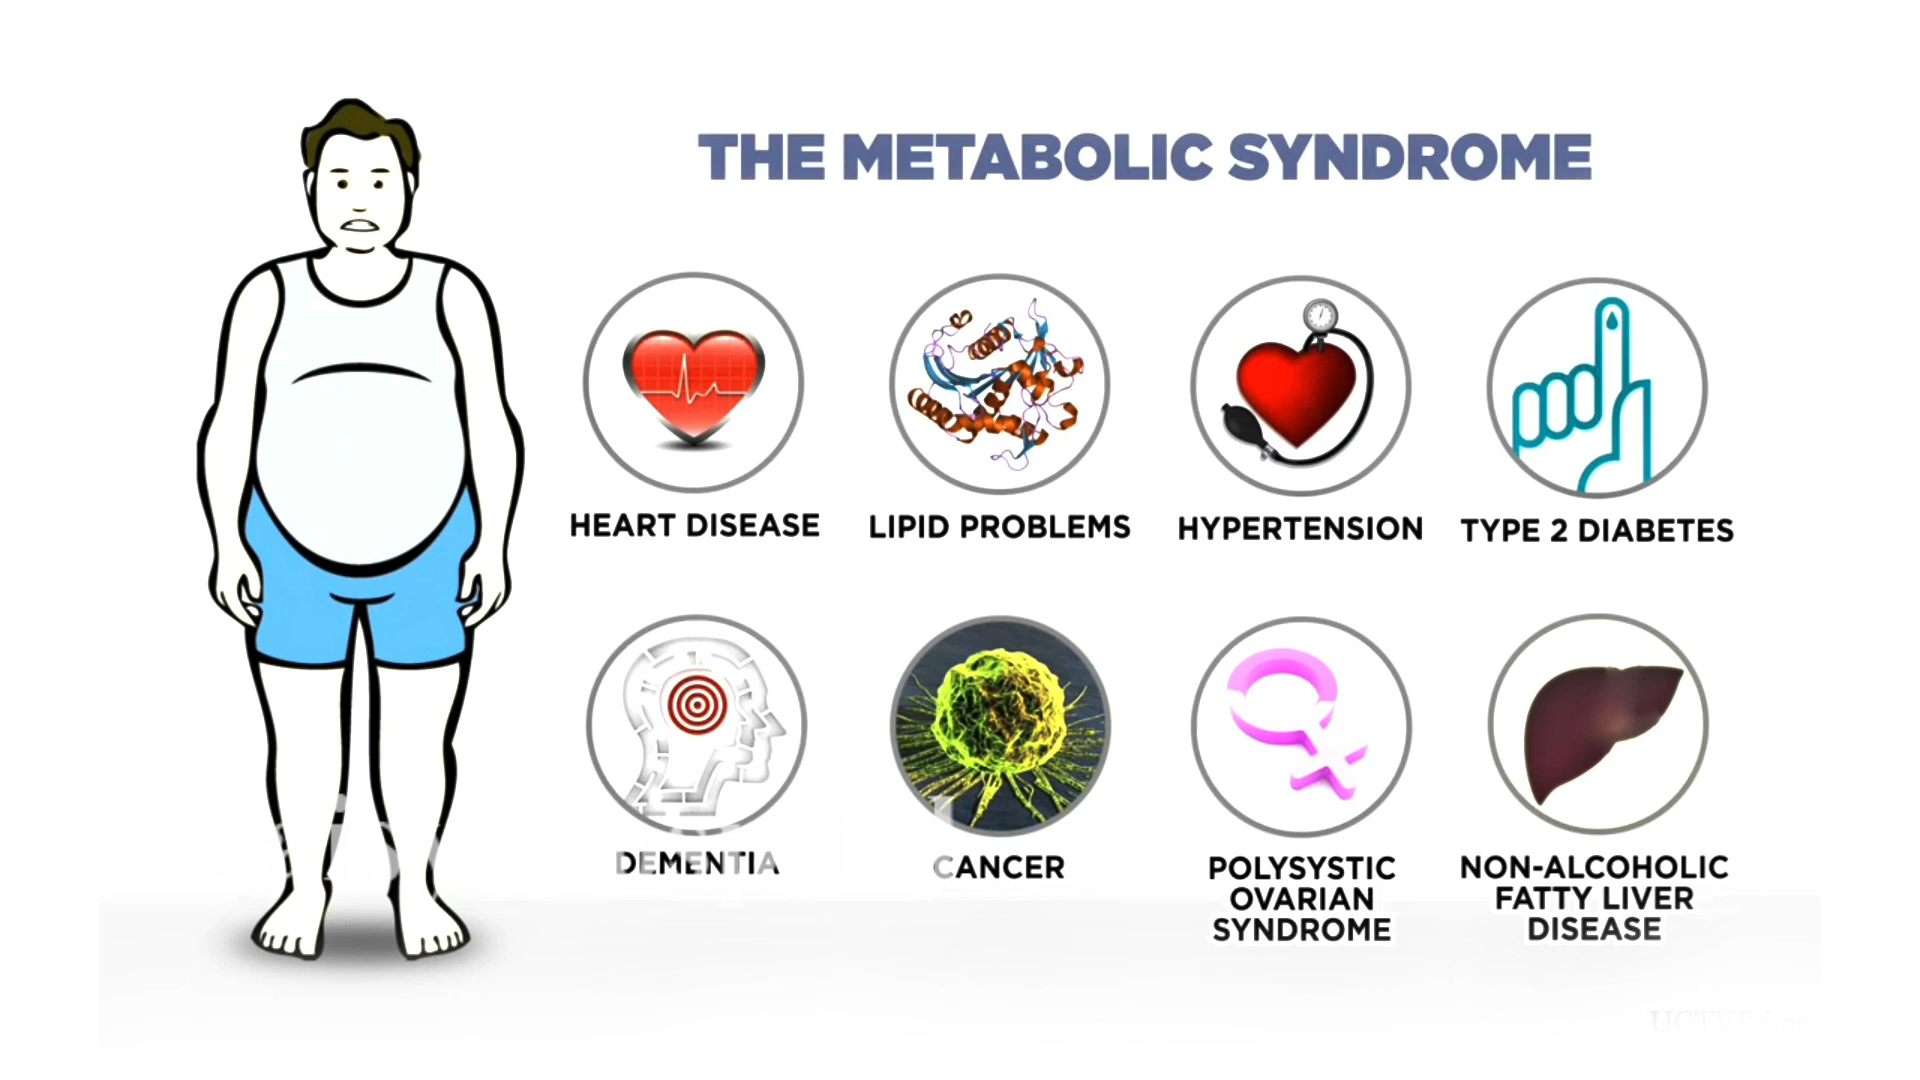 THE METABOLIC SYNDROME
HEART DISEASE
LIPID PROBLEMS
HYPERTENSION
TYPE 2 DIABETES
DEMENTIA
CANCER
POLYSYSTIC
OVARIAN
SYNDROME
NON-ALCOHOLIC
FATTY LIVER
DISEASE